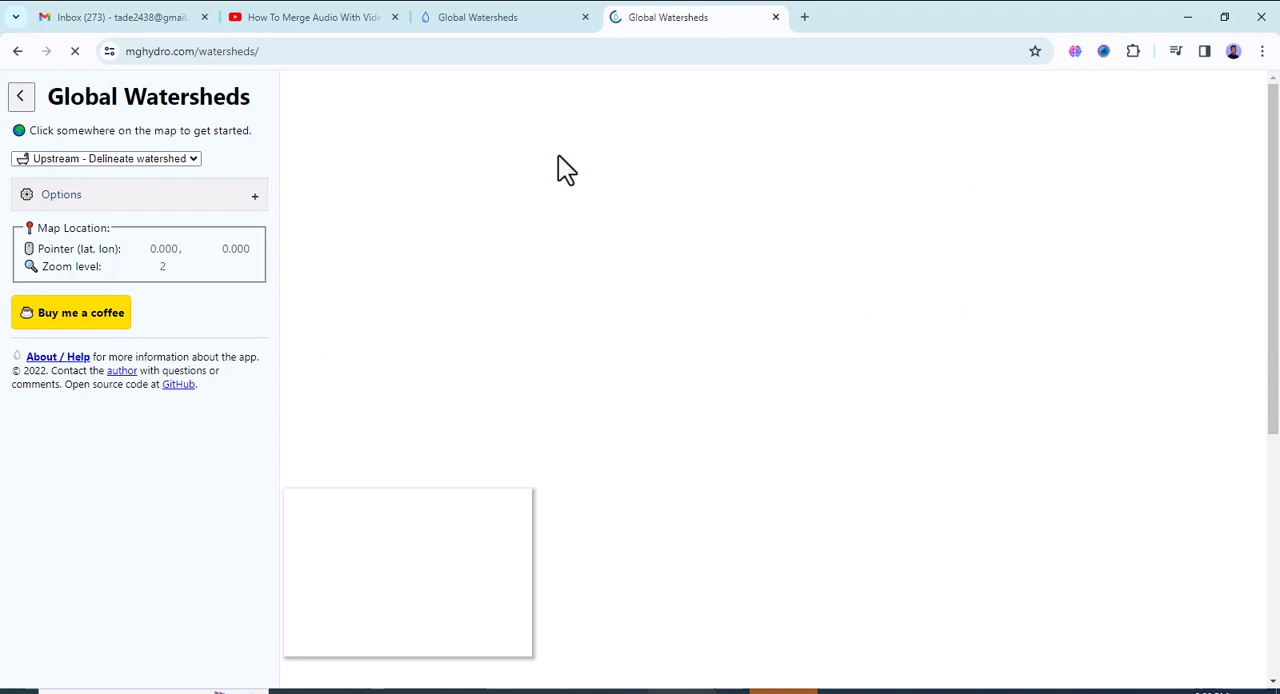 Inbox (273) - tade2438@gmail.
How To Merge Audio With Vide
Global Watersheds
Global Watersheds
mghydro.com/watersheds/
Global Watersheds
Click somewhere on the map to get started.
Upstream - Delineate watershed
Options
+
Map Location:
Pointer (lat, lon): 0.000, 0.000
Zoom level: 2
Buy me a coffee
About / Help for more information about the app.
© 2022. Contact the author with questions or
comments. Open source code at GitHub.